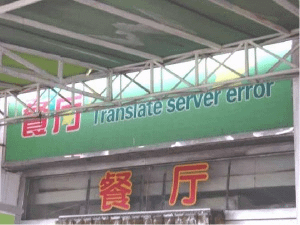 餐厅 Translate server error
餐厅